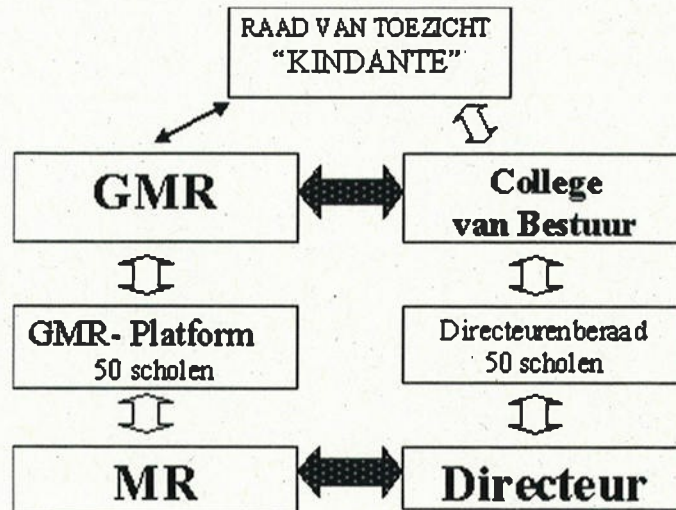 RAAD VAN TOEZICHT
“KINDANTE”
GMR
College
van Bestuur
GMR- Platform
50 scholen
Directeurenberaad
50 scholen
MR
Directeur